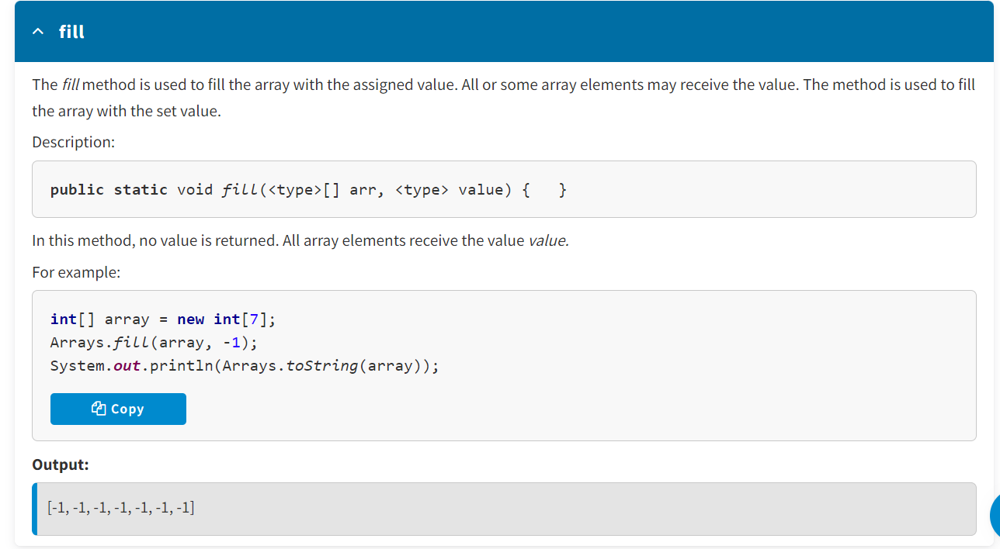 fill
The fill method is used to fill the array with the assigned value. All or some array elements may receive the value. The method is used to fill
the array with the set value.
Description:
public static void fill(<type>[] arr, <type> value) {   }
In this method, no value is returned. All array elements receive the value value.
For example:
int[] array = new int[7];
Arrays.fill(array, -1);
System.out.println(Arrays.toString(array));
Copy
Output:
[-1, -1, -1, -1, -1, -1, -1]